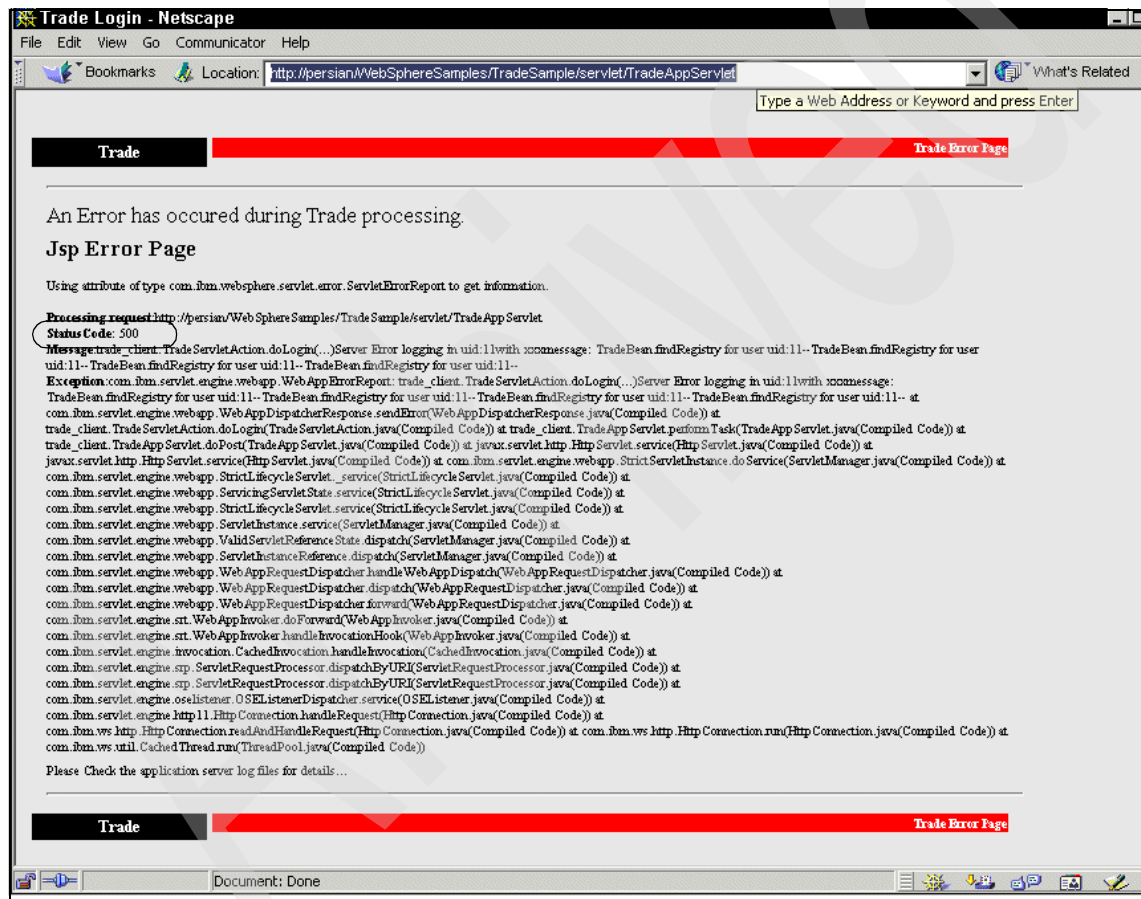 Trade Login - Netscape
File Edit View Go Communicator Help
Bookmarks Location: http://persian/WebSphereSamples/TradeSample/servlet/TradeAppServlet What's Related
Type a Web Address or Keyword and press Enter
Trade Trade Error Page
An Error has occured during Trade processing.
Jsp Error Page
Using attribute of type com.ibm.websphere.servlet.error.ServletErrorReport to get information.
Processing request:http://persian/WebSphereSamples/TradeSample/servlet/TradeAppServlet
Status Code: 500
Message:trade_client.TradeServletAction.doLogin(...)Server Error logging in uid:11with xxxmessage: TradeBean.findRegistry for user uid:11-- TradeBean.findRegistry for user
uid:11-- TradeBean.findRegistry for user uid:11-- TradeBean.findRegistry for user uid:11--
Exception:com.ibm.servlet.engine.webapp.WebAppErrorReport: trade_client.TradeServletAction.doLogin(...)Server Error logging in uid:11with xxxmessage:
TradeBean.findRegistry for user uid:11-- TradeBean.findRegistry for user uid:11-- TradeBean.findRegistry for user uid:11-- TradeBean.findRegistry for user uid:11-- at
com.ibm.servlet.engine.webapp.WebAppDispatcherResponse.sendError(WebAppDispatcherResponse.java(Compiled Code)) at
trade_client.TradeServletAction.doLogin(TradeServletAction.java(Compiled Code)) at trade_client.TradeAppServlet.performTask(TradeAppServlet.java(Compiled Code)) at
trade_client.TradeAppServlet.doPost(TradeAppServlet.java(Compiled Code)) at javax.servlet.http.HttpServlet.service(HttpServlet.java(Compiled Code)) at
javax.servlet.http.HttpServlet.service(HttpServlet.java(Compiled Code)) at com.ibm.servlet.engine.webapp.StrictServletInstance.doService(ServletManager.java(Compiled Code)) at
com.ibm.servlet.engine.webapp.StrictLifecycleServlet._service(StrictLifecycleServlet.java(Compiled Code)) at
com.ibm.servlet.engine.webapp.ServicingServletState.service(StrictLifecycleServlet.java(Compiled Code)) at
com.ibm.servlet.engine.webapp.StrictLifecycleServlet.service(StrictLifecycleServlet.java(Compiled Code)) at
com.ibm.servlet.engine.webapp.ServletInstance.service(ServletManager.java(Compiled Code)) at
com.ibm.servlet.engine.webapp.ValidServletReferenceState.dispatch(ServletManager.java(Compiled Code)) at
com.ibm.servlet.engine.webapp.ServletInstanceReference.dispatch(ServletManager.java(Compiled Code)) at
com.ibm.servlet.engine.webapp.WebAppRequestDispatcher.handleWebAppDispatch(WebAppRequestDispatcher.java(Compiled Code)) at
com.ibm.servlet.engine.webapp.WebAppRequestDispatcher.dispatch(WebAppRequestDispatcher.java(Compiled Code)) at
com.ibm.servlet.engine.webapp.WebAppRequestDispatcher.forward(WebAppRequestDispatcher.java(Compiled Code)) at
com.ibm.servlet.engine.srt.WebAppInvoker.doForward(WebAppInvoker.java(Compiled Code)) at
com.ibm.servlet.engine.srt.WebAppInvoker.handleInvocationHook(WebAppInvoker.java(Compiled Code)) at
com.ibm.servlet.engine.invocation.CachedInvocation.handleInvocation(CachedInvocation.java(Compiled Code)) at
com.ibm.servlet.engine.srp.ServletRequestProcessor.dispatchByURI(ServletRequestProcessor.java(Compiled Code)) at
com.ibm.servlet.engine.srp.ServletRequestProcessor.dispatchByURI(ServletRequestProcessor.java(Compiled Code)) at
com.ibm.servlet.engine.oselistener.OSEListenerDispatcher.service(OSEListener.java(Compiled Code)) at
com.ibm.servlet.engine.http11.HttpConnection.handleRequest(HttpConnection.java(Compiled Code)) at
com.ibm.ws.http.HttpConnection.readAndHandleRequest(HttpConnection.java(Compiled Code)) at com.ibm.ws.http.HttpConnection.run(HttpConnection.java(Compiled Code)) at
com.ibm.ws.util.CachedThread.run(ThreadPool.java(Compiled Code))
Please Check the application server log files for details...
Trade Trade Error Page
Document: Done